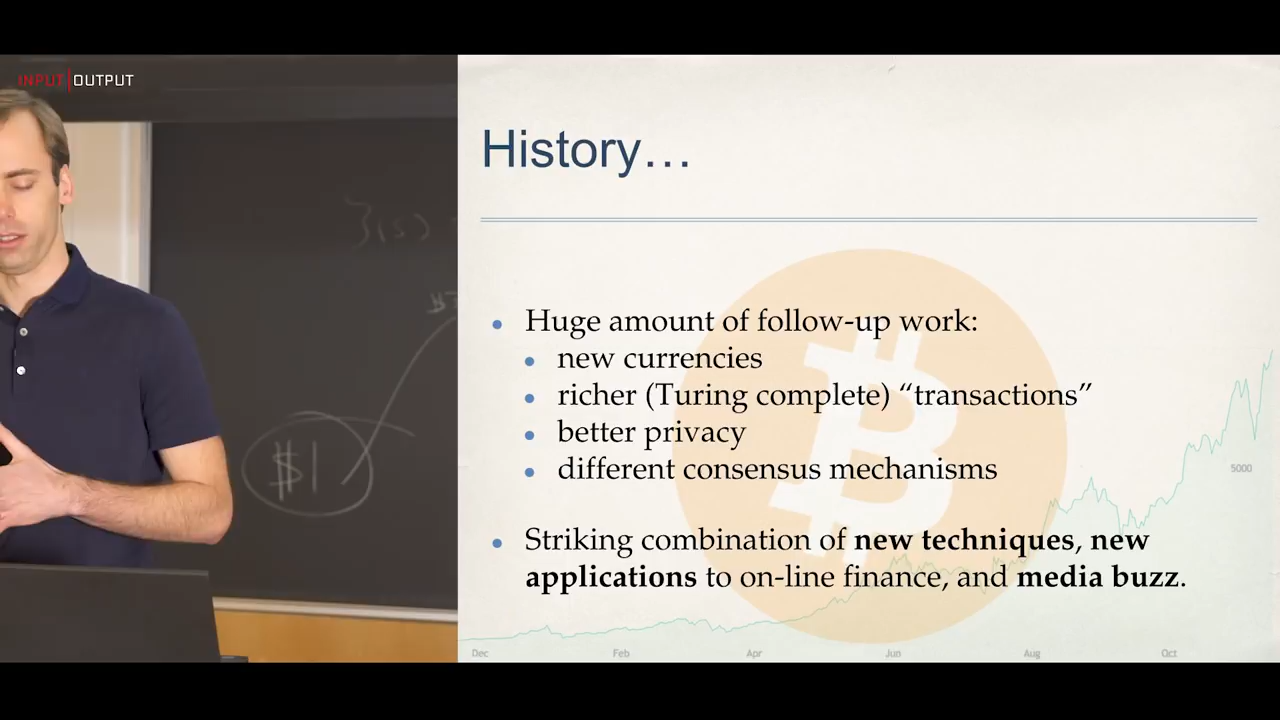 INPUT|OUTPUT
History…
$1
• Huge amount of follow-up work:
• new currencies
• richer (Turing complete) “transactions”
• better privacy
• different consensus mechanisms
5000
• Striking combination of new techniques, new
applications to on-line finance, and media buzz.
Dec Feb Apr Jun Aug Oct